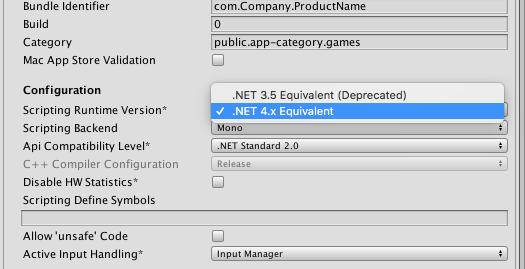 Bundle Identifier com.Company.ProductName
Build 0
Category public.app-category.games
Mac App Store Validation
Configuration
.NET 3.5 Equivalent (Deprecated)
Scripting Runtime Version* ✓ .NET 4.x Equivalent
Scripting Backend Mono
Api Compatibility Level* .NET Standard 2.0
C++ Compiler Configuration Release
Disable HW Statistics*
Scripting Define Symbols
Allow 'unsafe' Code
Active Input Handling* Input Manager